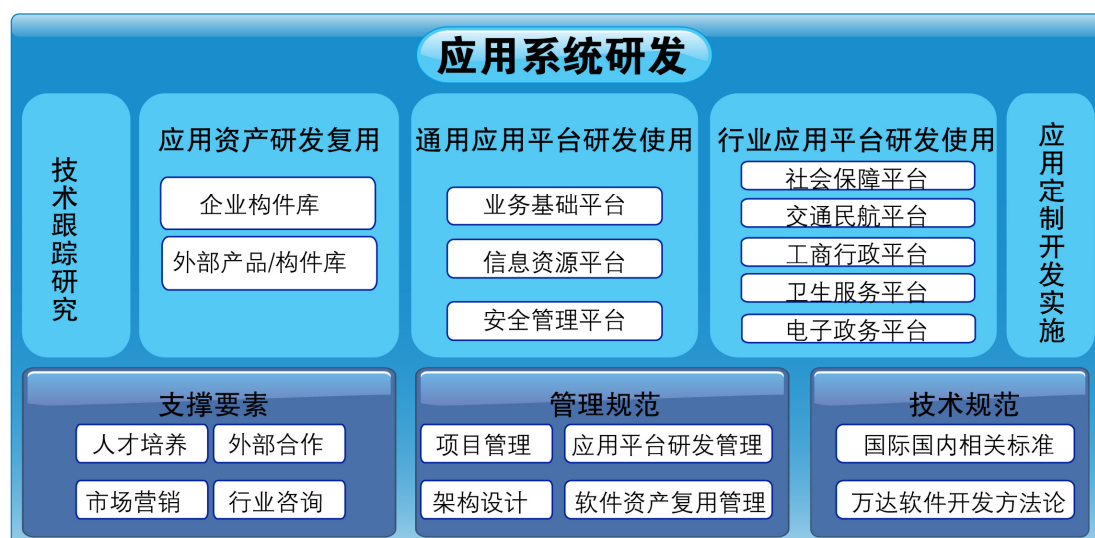 应用系统研发
技术跟踪研究
应用资产研发复用
企业构件库
外部产品/构件库
通用应用平台研发使用
业务基础平台
信息资源平台
安全管理平台
行业应用平台研发使用
社会保障平台
交通民航平台
工商行政平台
卫生服务平台
电子政务平台
应用定制开发实施
支撑要素
人才培养
外部合作
市场营销
行业咨询
管理规范
项目管理
应用平台研发管理
架构设计
软件资产复用管理
技术规范
国际国内相关标准
万达软件开发方法论